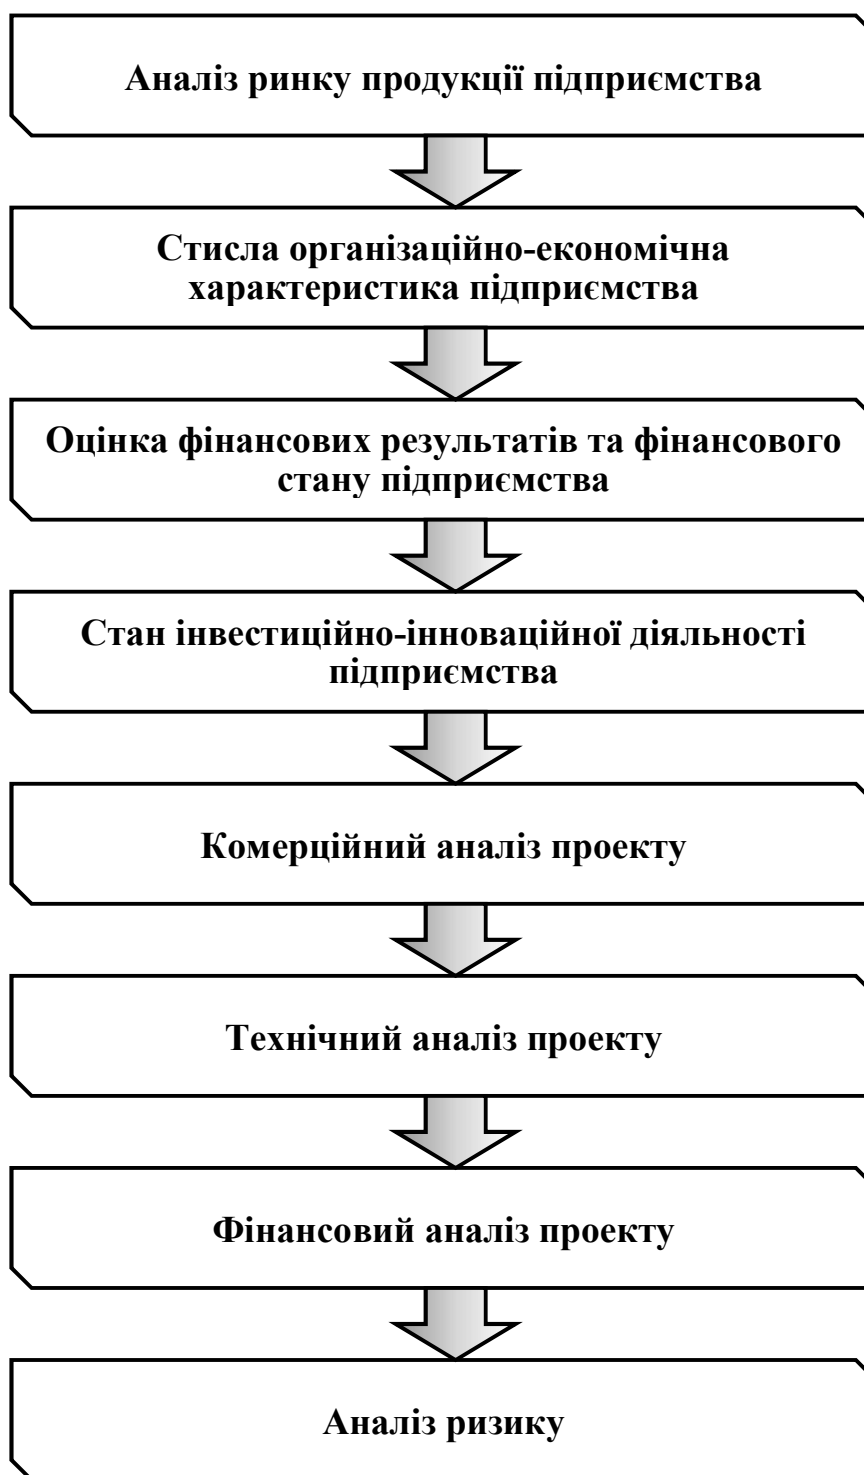 Аналіз ринку продукції підприємства
Стисла організаційно-економічна
характеристика підприємства
Оцінка фінансових результатів та фінансового
стану підприємства
Стан інвестиційно-інноваційної діяльності
підприємства
Комерційний аналіз проекту
Технічний аналіз проекту
Фінансовий аналіз проекту
Аналіз ризику